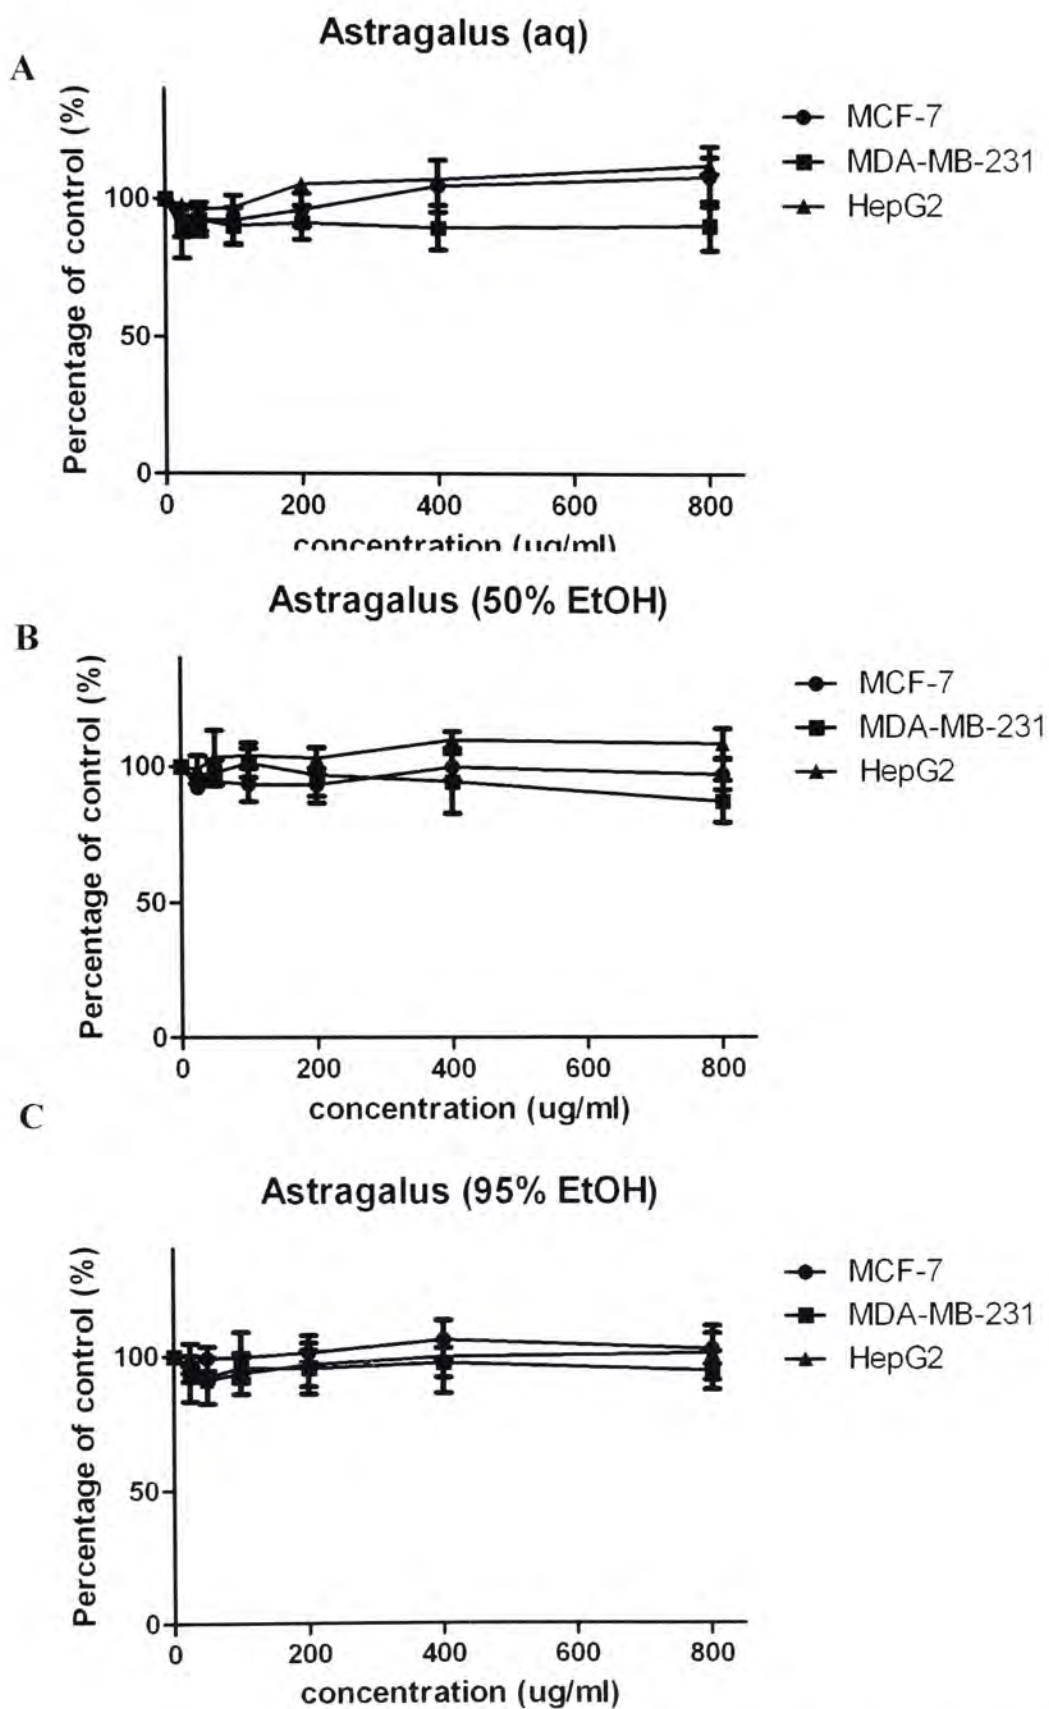 Astragalus (aq)
A
Percentage of control (%)
100
50
0
0 200 400 600 800
concentration (ug/ml)
MCF-7
MDA-MB-231
HepG2
Astragalus (50% EtOH)
B
Percentage of control (%)
100
50
0
0 200 400 600 800
concentration (ug/ml)
MCF-7
MDA-MB-231
HepG2
C
Astragalus (95% EtOH)
Percentage of control (%)
100
50
0
0 200 400 600 800
concentration (ug/ml)
MCF-7
MDA-MB-231
HepG2